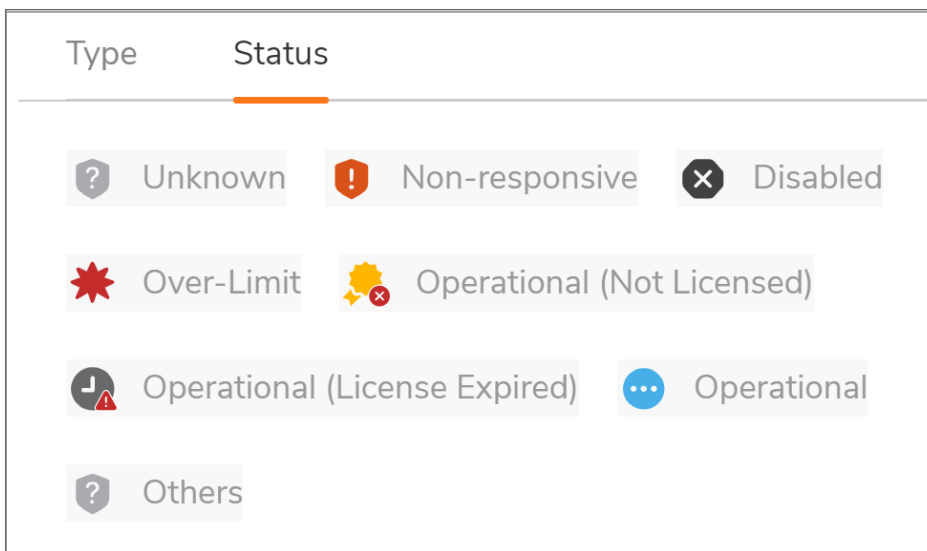 Type Status
Unknown Non-responsive Disabled
Over-Limit Operational (Not Licensed)
Operational (License Expired) Operational
Others